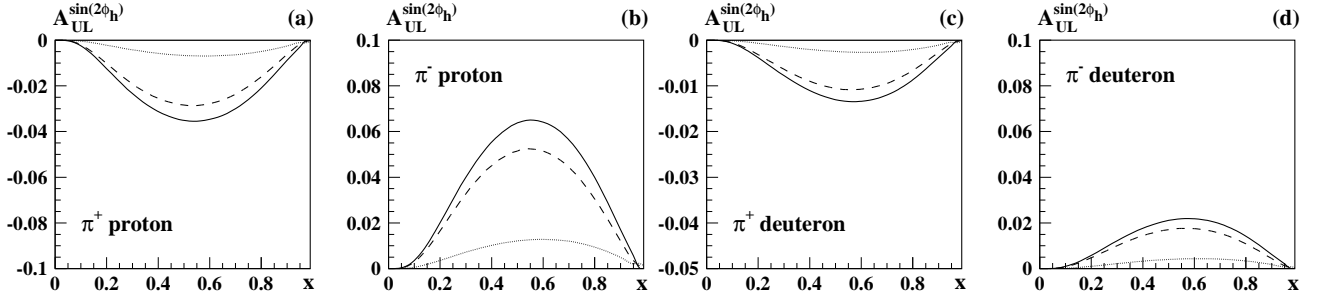 A_UL^sin(2ϕ_h) (a)
0
-0.02
-0.04
-0.06
-0.08
-0.1
π⁺ proton
0 0.2 0.4 0.6 0.8 x
A_UL^sin(2ϕ_h) (b)
0.1
0.08
0.06
0.04
0.02
0
π⁻ proton
0 0.2 0.4 0.6 0.8 x
A_UL^sin(2ϕ_h) (c)
0
-0.01
-0.02
-0.03
-0.04
-0.05
π⁺ deuteron
0 0.2 0.4 0.6 0.8 x
A_UL^sin(2ϕ_h) (d)
0.1
0.08
0.06
0.04
0.02
0
π⁻ deuteron
0 0.2 0.4 0.6 0.8 x